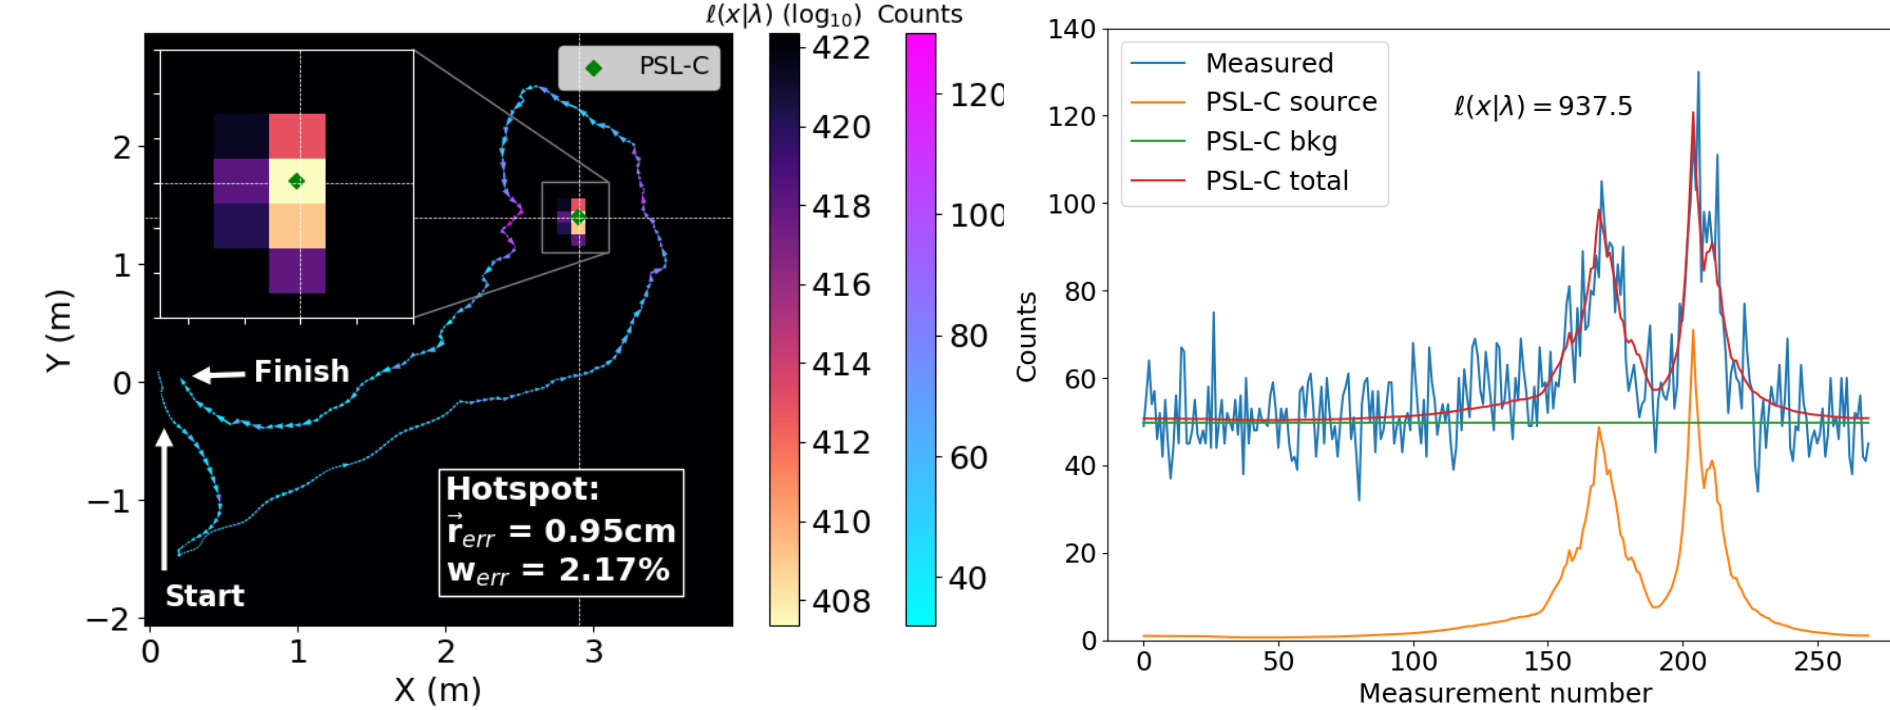 ℓ(x|λ) (log₁₀) Counts
PSL-C
422
420
418
416
414
412
410
408
120
100
80
60
40
2
1
0
−1
−2
Y (m)
Finish
Start
Hotspot:
r⃗err = 0.95cm
werr = 2.17%
0 1 2 3
X (m)
Measured
PSL-C source
PSL-C bkg
PSL-C total
ℓ(x|λ) = 937.5
140
120
100
80
60
40
20
0
Counts
0 50 100 150 200 250
Measurement number